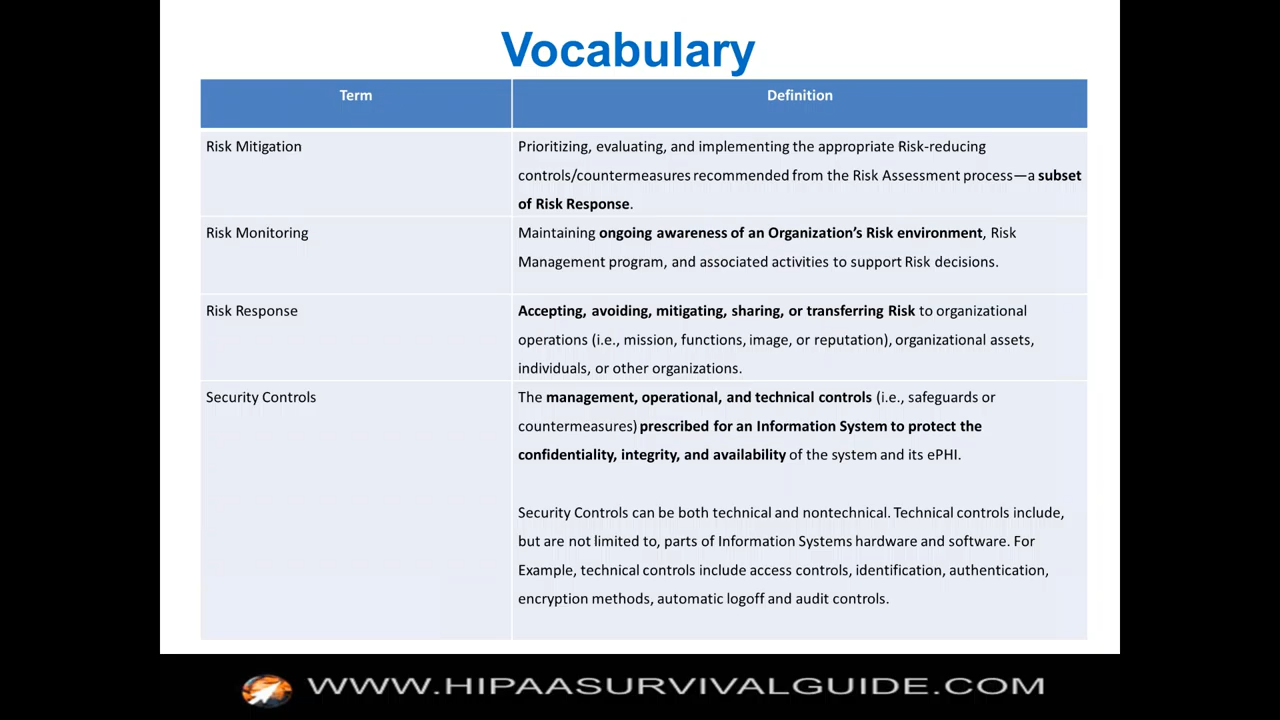 Vocabulary
Term
Definition
Risk Mitigation
Prioritizing, evaluating, and implementing the appropriate Risk-reducing
controls/countermeasures recommended from the Risk Assessment process—a subset
of Risk Response.
Risk Monitoring
Maintaining ongoing awareness of an Organization's Risk environment, Risk
Management program, and associated activities to support Risk decisions.
Risk Response
Accepting, avoiding, mitigating, sharing, or transferring Risk to organizational
operations (i.e., mission, functions, image, or reputation), organizational assets,
individuals, or other organizations.
Security Controls
The management, operational, and technical controls (i.e., safeguards or
countermeasures) prescribed for an Information System to protect the
confidentiality, integrity, and availability of the system and its ePHI.
Security Controls can be both technical and nontechnical. Technical controls include,
but are not limited to, parts of Information Systems hardware and software. For
Example, technical controls include access controls, identification, authentication,
encryption methods, automatic logoff and audit controls.
WWW.HIPAASURVIVALGUIDE.COM